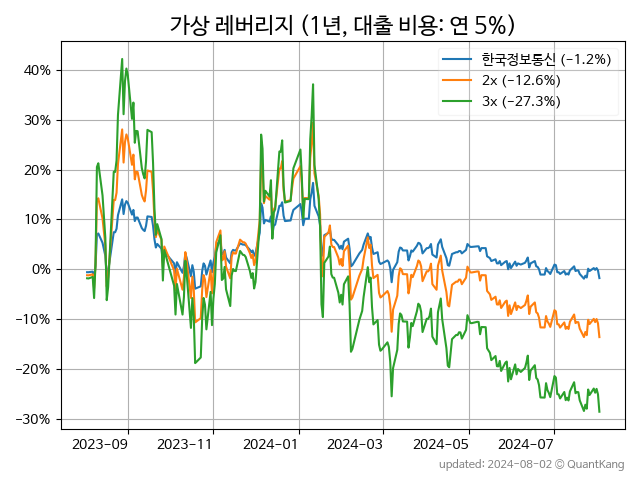 가상 레버리지 (1년, 대출 비용: 연 5%)
한국정보통신 (−1.2%)
2x (−12.6%)
3x (−27.3%)
40%
30%
20%
10%
0%
−10%
−20%
−30%
2023-09
2023-11
2024-01
2024-03
2024-05
2024-07
updated: 2024-08-02 © QuantKang